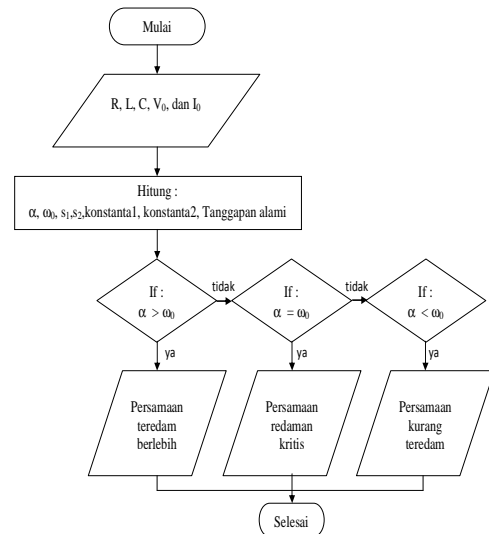 Mulai
R, L, C, V₀, dan I₀
Hitung :
α, ω₀, s₁,s₂,konstanta1, konstanta2, Tanggapan alami
If :
α > ω₀
tidak
If :
α = ω₀
tidak
If :
α < ω₀
ya
ya
ya
Persamaan
teredam
berlebih
Persamaan
redaman
kritis
Persamaan
kurang
teredam
Selesai